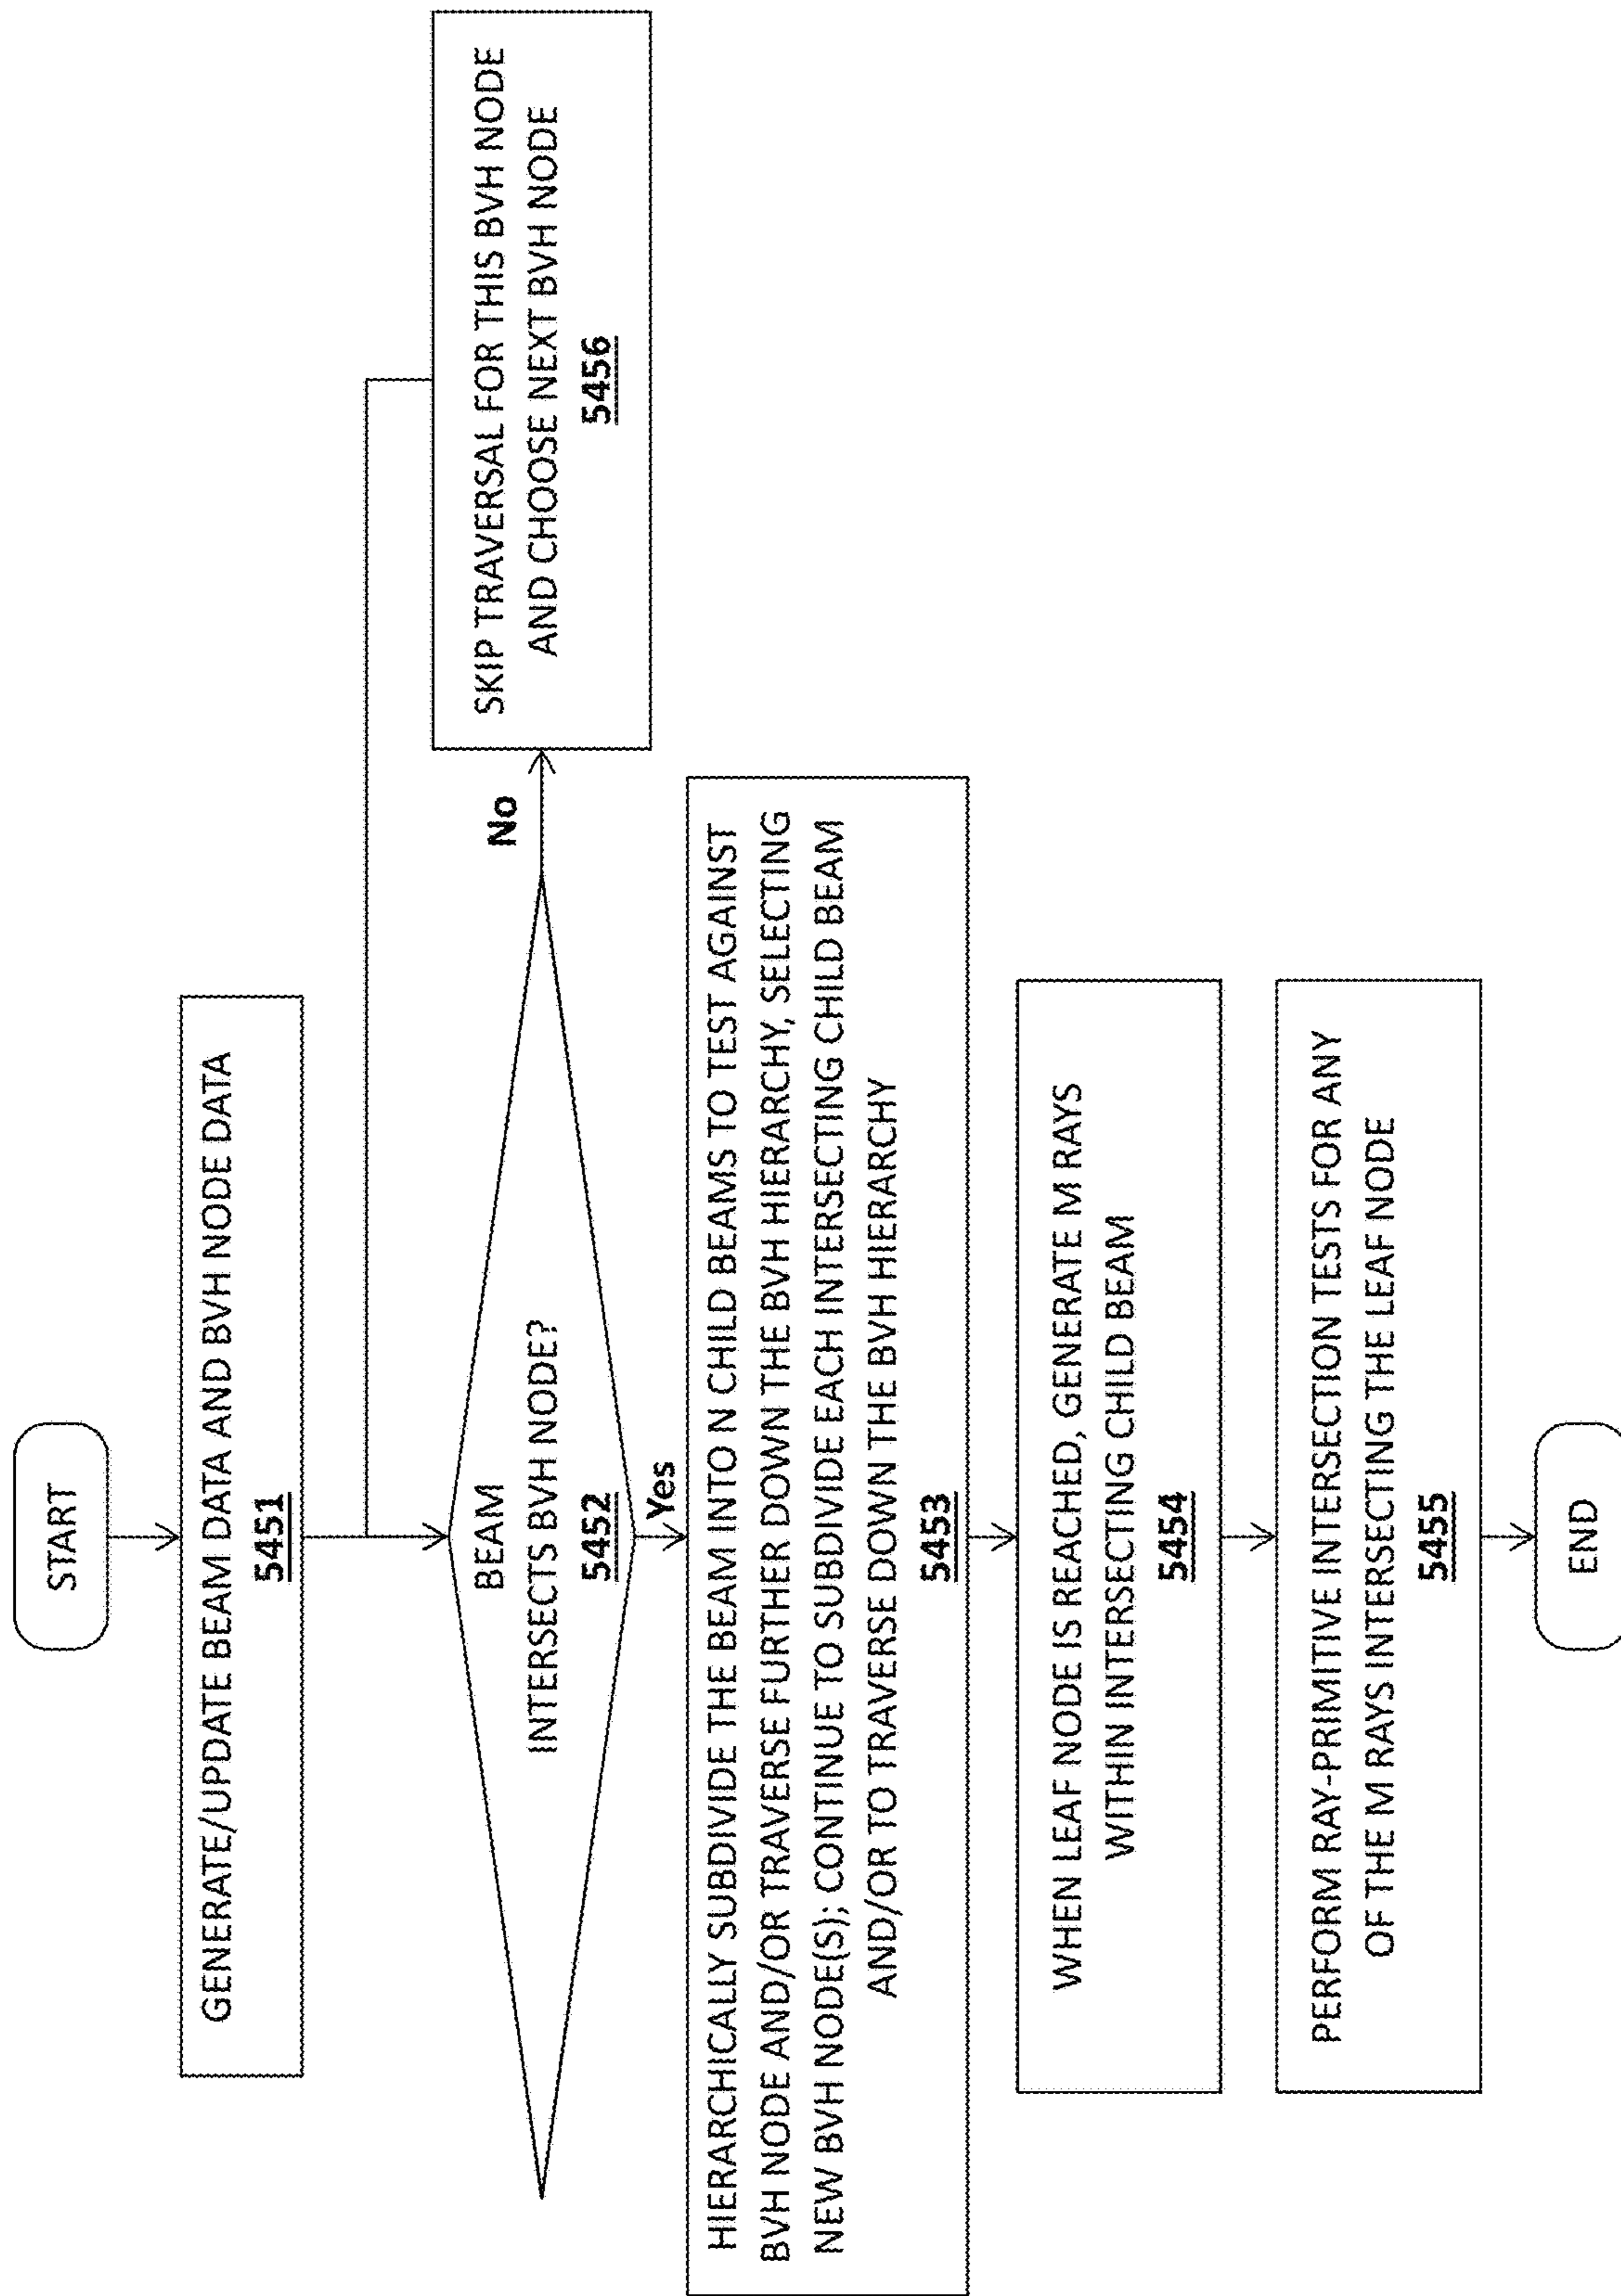 START
GENERATE/UPDATE BEAM DATA AND BVH NODE DATA
5451
BEAM
INTERSECTS BVH NODE?
5452
No
SKIP TRAVERSAL FOR THIS BVH NODE
AND CHOOSE NEXT BVH NODE
5456
Yes
HIERARCHICALLY SUBDIVIDE THE BEAM INTO N CHILD BEAMS TO TEST AGAINST
BVH NODE AND/OR TRAVERSE FURTHER DOWN THE BVH HIERARCHY, SELECTING
NEW BVH NODE(S); CONTINUE TO SUBDIVIDE EACH INTERSECTING CHILD BEAM
AND/OR TO TRAVERSE DOWN THE BVH HIERARCHY
5453
WHEN LEAF NODE IS REACHED, GENERATE M RAYS
WITHIN INTERSECTING CHILD BEAM
5454
PERFORM RAY-PRIMITIVE INTERSECTION TESTS FOR ANY
OF THE M RAYS INTERSECTING THE LEAF NODE
5455
END